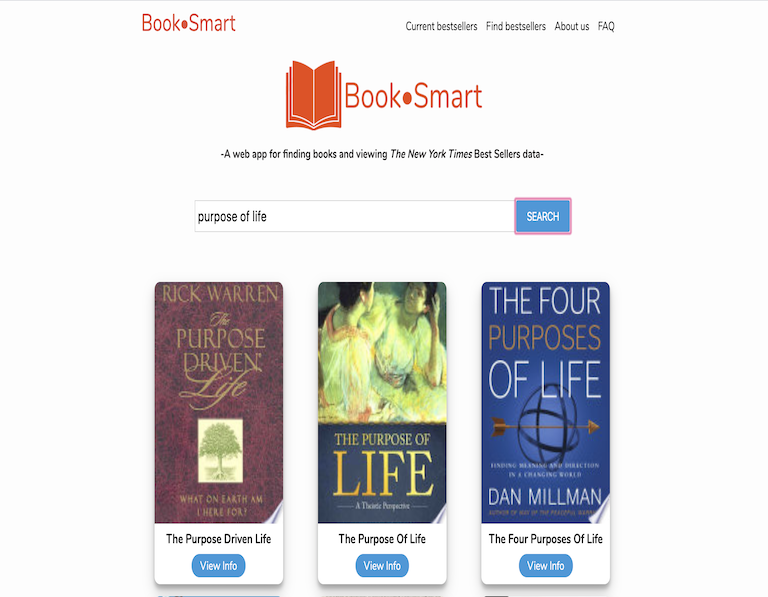 Book•Smart
Current bestsellers Find bestsellers About us FAQ
Book•Smart
-A web app for finding books and viewing The New York Times Best Sellers data-
purpose of life
SEARCH
RICK WARREN
The
PURPOSE
DRIVEN
Life
WHAT ON EARTH AM
I HERE FOR?
The Purpose Driven Life
View Info
THE PURPOSE OF
LIFE
A Theistic Perspective
The Purpose Of Life
View Info
THE FOUR
PURPOSES
OF LIFE
FINDING MEANING AND DIRECTION
IN A CHANGING WORLD
DAN MILLMAN
AUTHOR OF WAY OF THE PEACEFUL WARRIOR
The Four Purposes Of Life
View Info